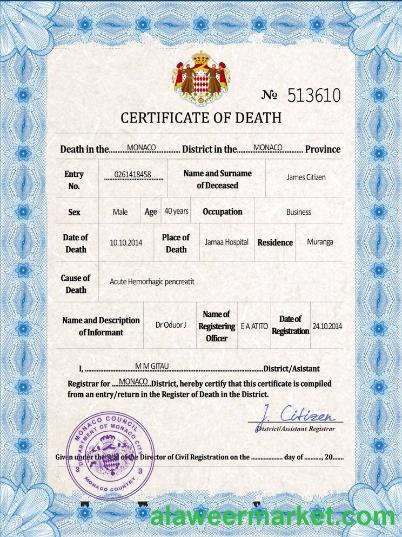 № 513610
CERTIFICATE OF DEATH
Death in the MONACO District in the MONACO Province
Entry No. 0261418458 Name and Surname of Deceased James Citizen
Sex Male Age 40 years Occupation Business
Date of Death 10.10.2014 Place of Death Jamaa Hospital Residence Muranga
Cause of Death Acute Hemorhagic pencreatit
Name and Description of Informant Dr Oduor J Name of Registering Officer E A ATITO Date of Registration 24.10.2014
I, M M GITAU District/Asistant
Registrar for MONACO District, hereby certify that this certificate is compiled
from an entry/return in the Register of Death in the District.
J. Citizen
District/Assistant Registrar
MONACO COUNCIL
DEPARTMENT OF MONACO
MONACO COUNTRY
Given under the Seal of the Director of Civil Registration on the ............... day of ........, 20......
alaweermarket.com